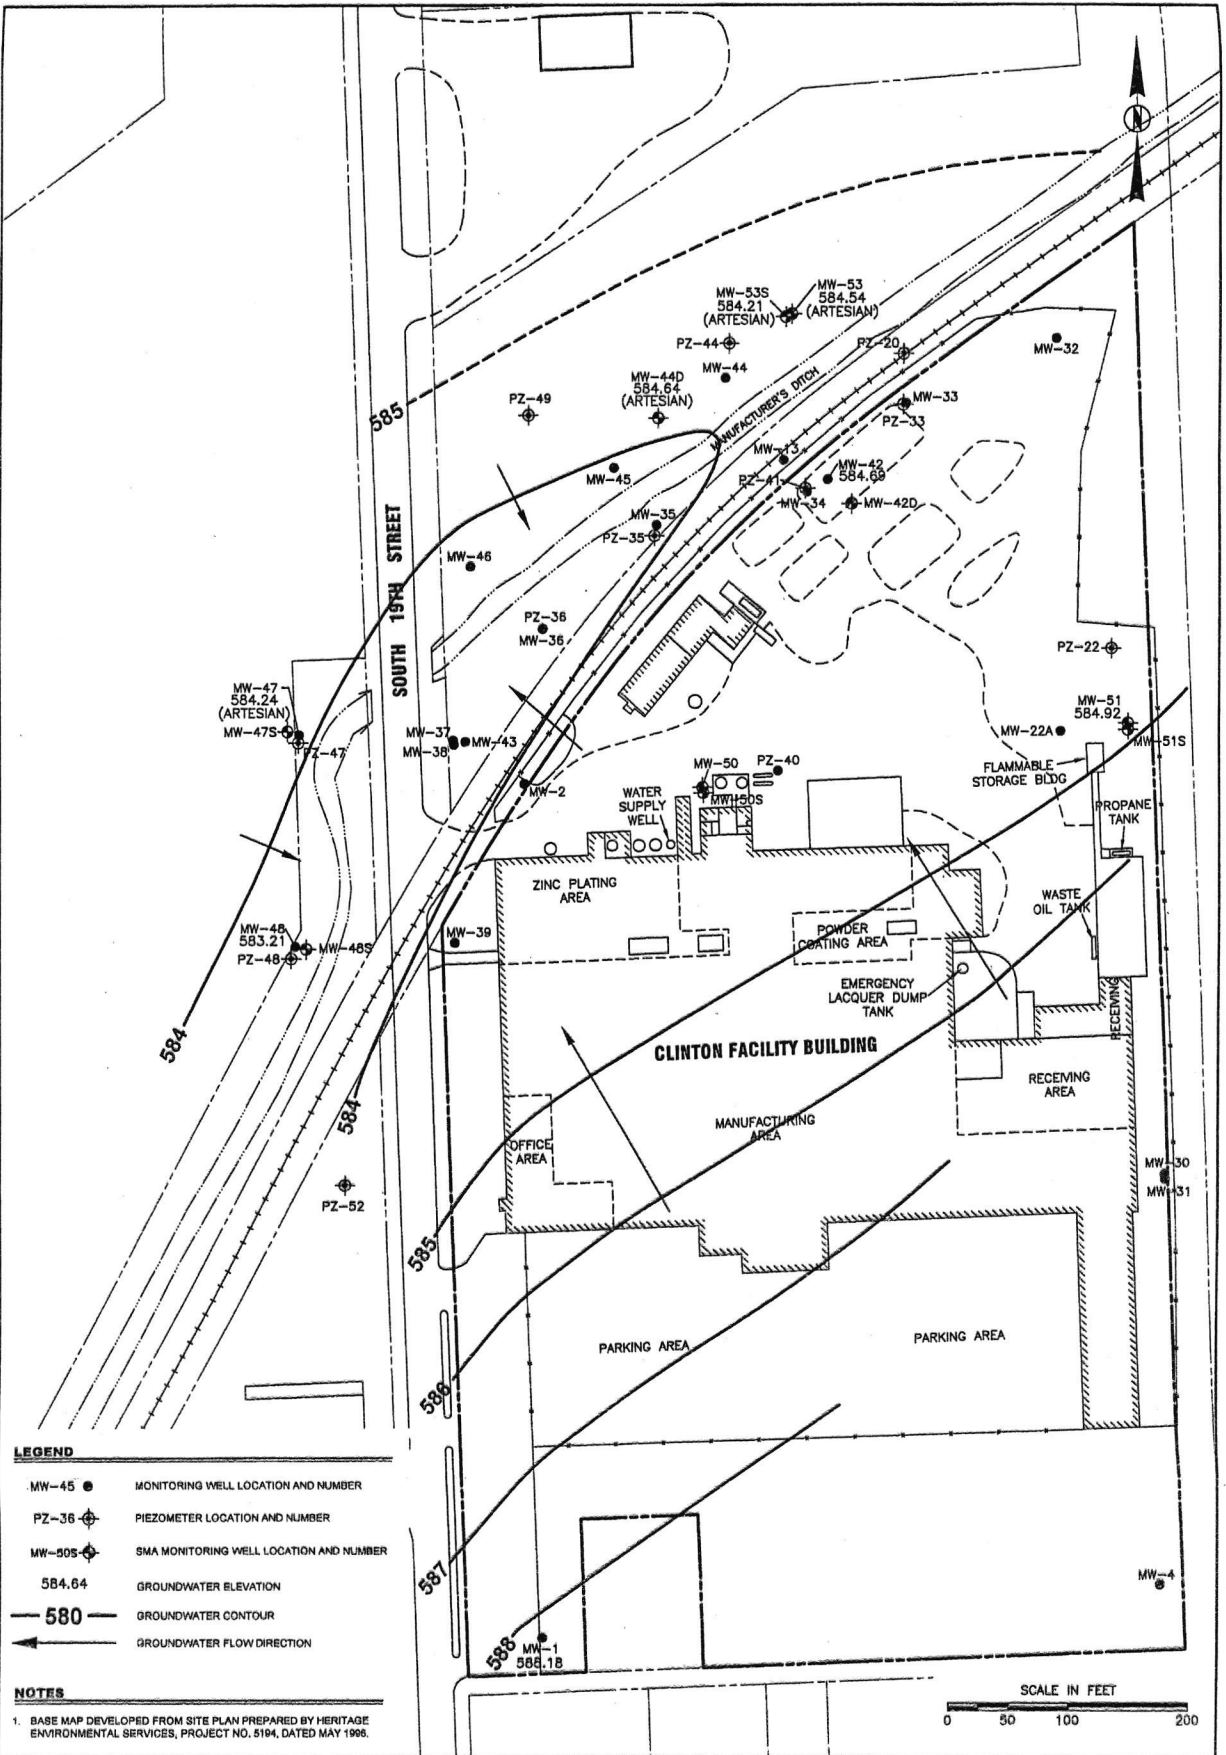 N
MW-53S
584.21
(ARTESIAN)
MW-53
584.54
(ARTESIAN)
PZ-44
PZ-20
MW-32
MW-44
MW-44D
584.64
(ARTESIAN)
MANUFACTURER'S DITCH
PZ-49
585
MW-33
PZ-33
MW-13
MW-42
584.69
MW-45
PZ-41
MW-34
MW-42D
MW-35
PZ-35
SOUTH 19TH STREET
MW-46
PZ-36
MW-36
PZ-22
MW-47
584.24
(ARTESIAN)
MW-47S
PZ-47
MW-37
MW-38
MW-43
MW-51
584.92
MW-51S
MW-22A
FLAMMABLE
STORAGE BLDG
MW-50
PZ-40
MW-50S
MW-2
WATER
SUPPLY
WELL
PROPANE
TANK
ZINC PLATING
AREA
WASTE
OIL TANK
MW-48
583.21
MW-48S
PZ-48
MW-39
POWDER
COATING AREA
EMERGENCY
LACQUER DUMP
TANK
RECEIVING
584
CLINTON FACILITY BUILDING
584
RECEIVING
AREA
MANUFACTURING
AREA
OFFICE
AREA
MW-30
MW-31
PZ-52
585
PARKING AREA
PARKING AREA
586
587
MW-4
588
MW-1
588.18
LEGEND
MW-45 MONITORING WELL LOCATION AND NUMBER
PZ-36 PIEZOMETER LOCATION AND NUMBER
MW-50S SMA MONITORING WELL LOCATION AND NUMBER
584.64 GROUNDWATER ELEVATION
580 GROUNDWATER CONTOUR
GROUNDWATER FLOW DIRECTION
NOTES
1. BASE MAP DEVELOPED FROM SITE PLAN PREPARED BY HERITAGE
ENVIRONMENTAL SERVICES, PROJECT NO. 5194, DATED MAY 1996.
SCALE IN FEET
0 50 100 200